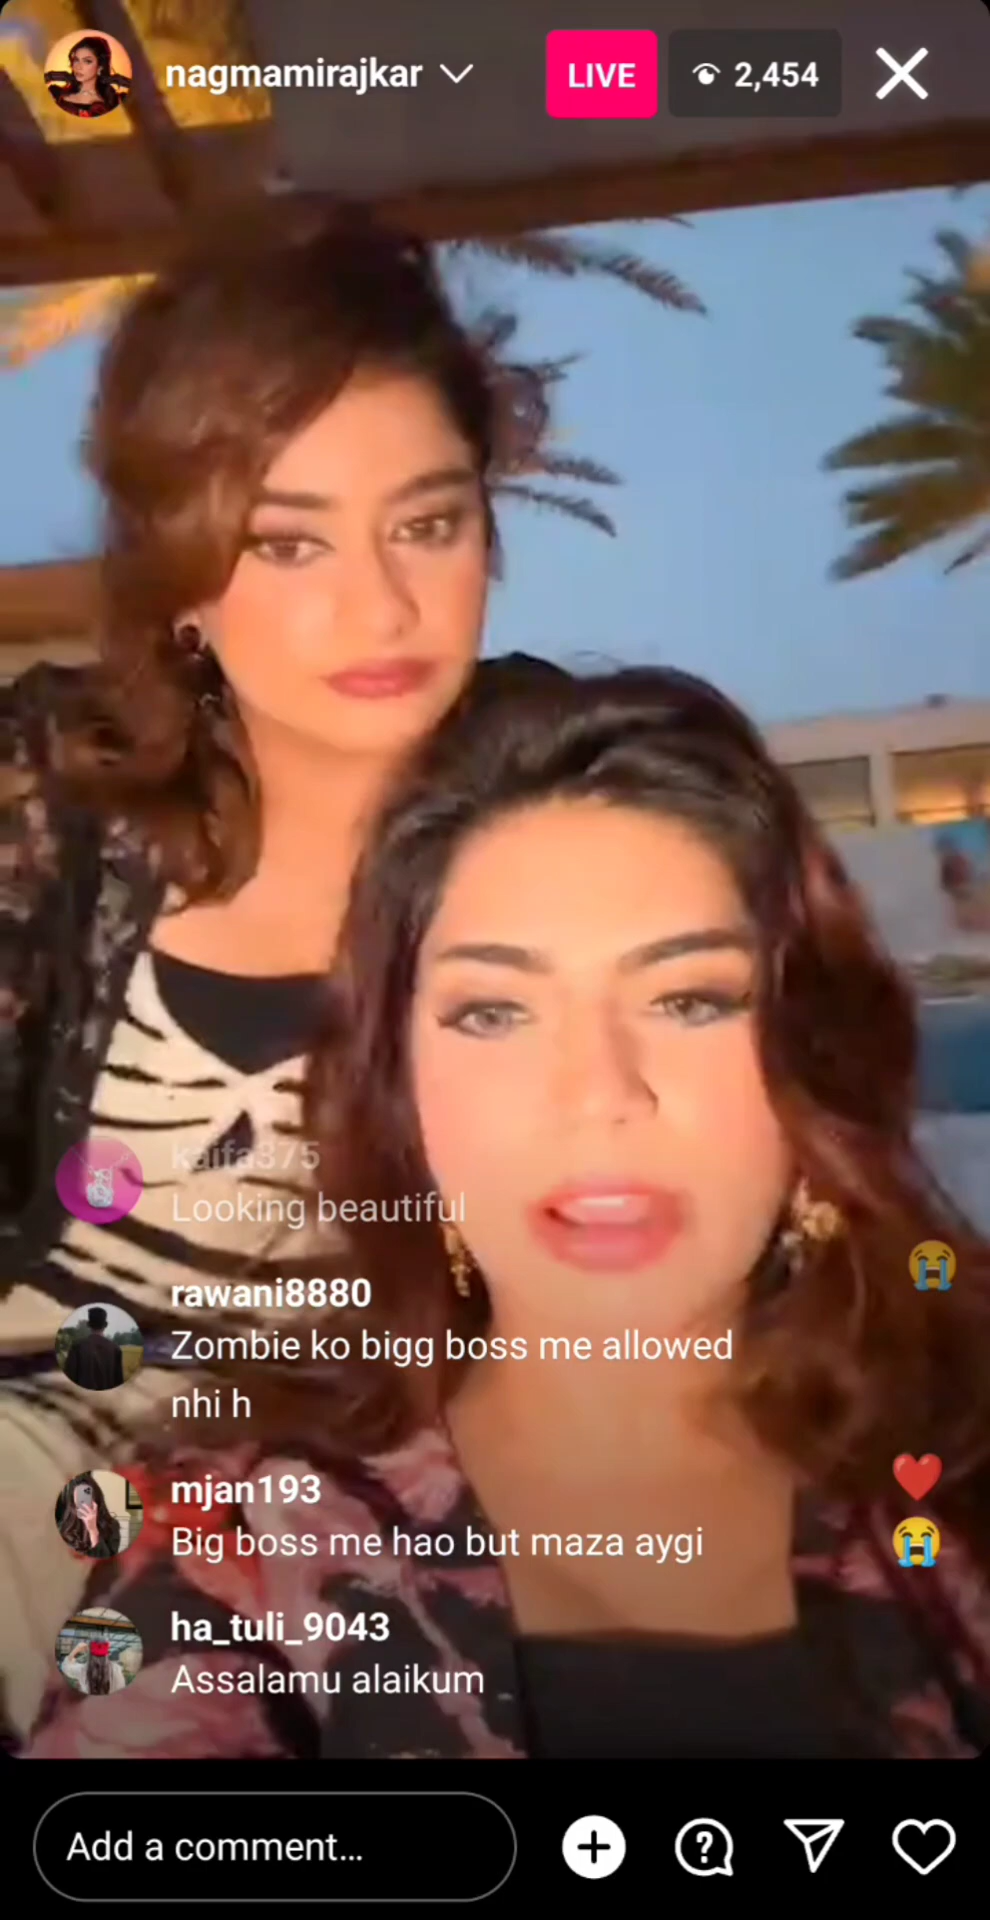 nagmamirajkar
LIVE
2,454
kaifa375
Looking beautiful
rawani8880
Zombie ko bigg boss me allowed
nhi h
mjan193
Big boss me hao but maza aygi
ha_tuli_9043
Assalamu alaikum
Add a comment...